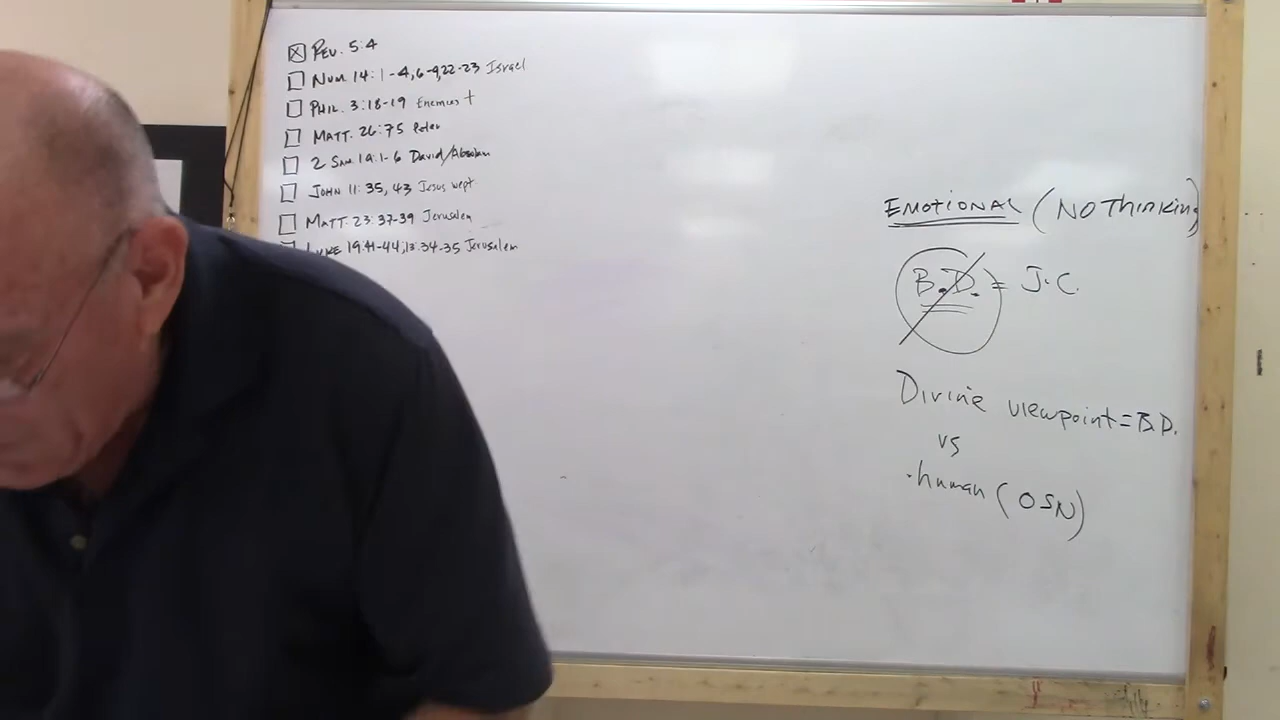 ☒ REV. 5:4
☐ NUM. 14:1-4, 6-9, 22-23 Israel
☐ PHIL. 3:18-19 Enemies +
☐ MATT. 26:75 Peter
☐ 2 SAM. 19:1-6 David/Absalom
☐ JOHN 11:35, 43 Jesus wept
☐ MATT. 23:37-39 Jerusalem
LUKE 19:41-44, 13:34-35 Jerusalem
EMOTIONAL (NO THINKING)
B.D. = J.C.
Divine viewpoint = B.D.
vs
human (OSN)